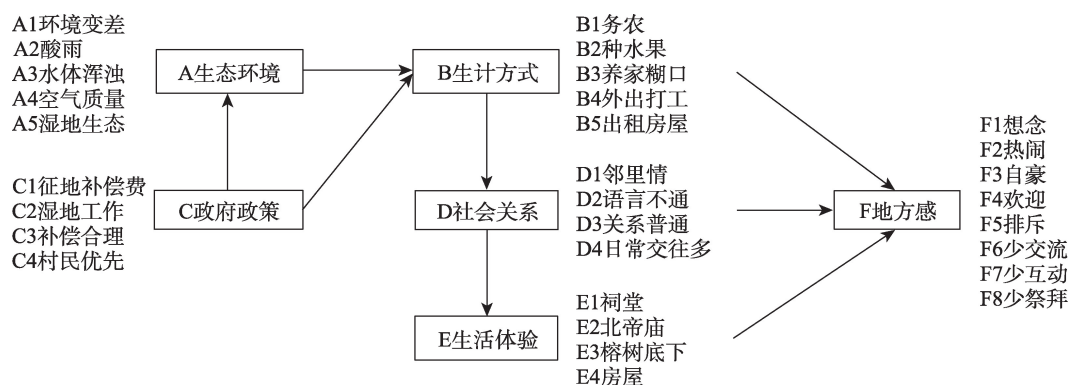 A1环境变差
A2酸雨
A3水体浑浊
A4空气质量
A5湿地生态
A生态环境
B生计方式
B1务农
B2种水果
B3养家糊口
B4外出打工
B5出租房屋
C1征地补偿费
C2湿地工作
C3补偿合理
C4村民优先
C政府政策
D社会关系
D1邻里情
D2语言不通
D3关系普通
D4日常交往多
E生活体验
E1祠堂
E2北帝庙
E3榕树底下
E4房屋
F地方感
F1想念
F2热闹
F3自豪
F4欢迎
F5排斥
F6少交流
F7少互动
F8少祭拜